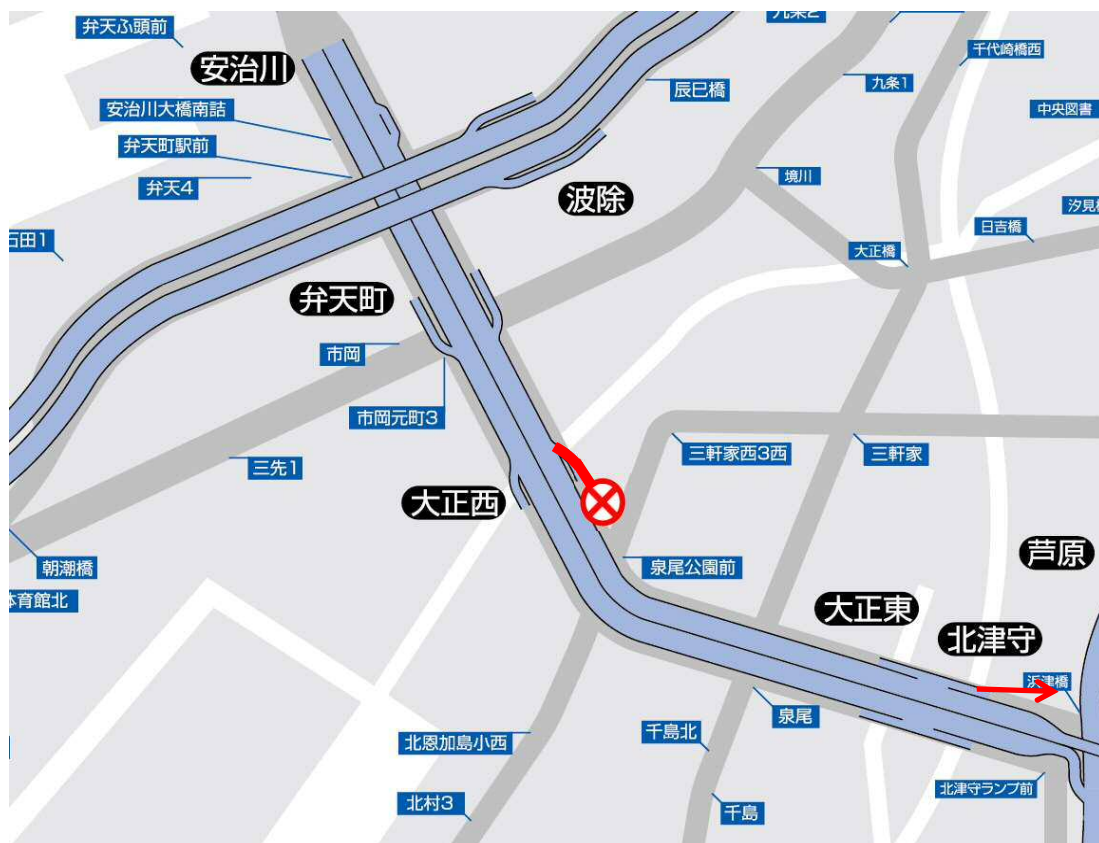 弁天ふ頭前
九条2
安治川
千代崎橋西
辰巳橋
九条1
安治川大橋南詰
中央図書
弁天町駅前
弁天4
境川
波除
汐見
日吉橋
石田1
大正橋
弁天町
市岡
市岡元町3
三軒家西3西
三軒家
三先1
大正西
芦原
朝潮橋
泉尾公園前
体育館北
大正東
北津守
浜津橋
泉尾
千島北
北恩加島小西
北津守ランプ前
北村3
千島